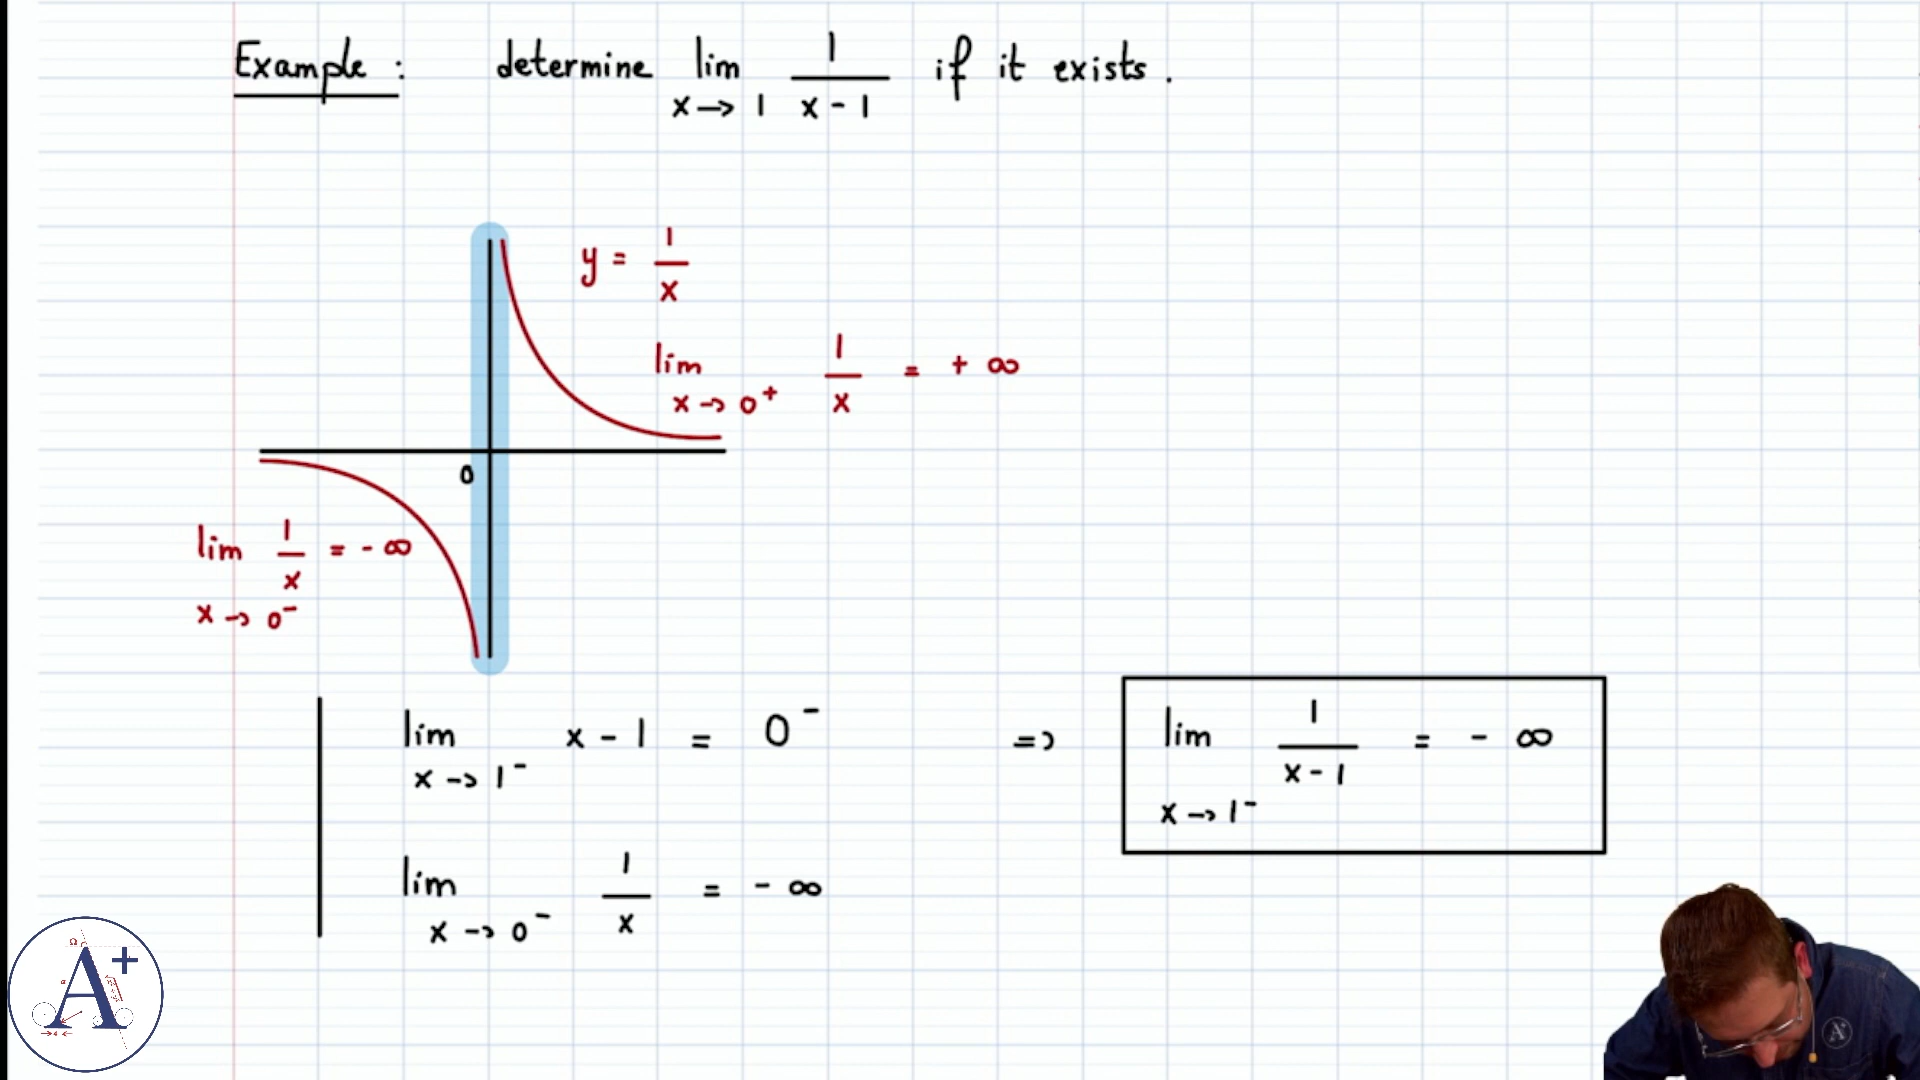 Example : determine lim x→1 1/(x-1) if it exists.
y = 1/x
lim x→0⁺ 1/x = + ∞
0
lim x→0⁻ 1/x = - ∞
lim x→1⁻ x - 1 = 0⁻ => lim x→1⁻ 1/(x-1) = - ∞
lim x→0⁻ 1/x = - ∞
A+